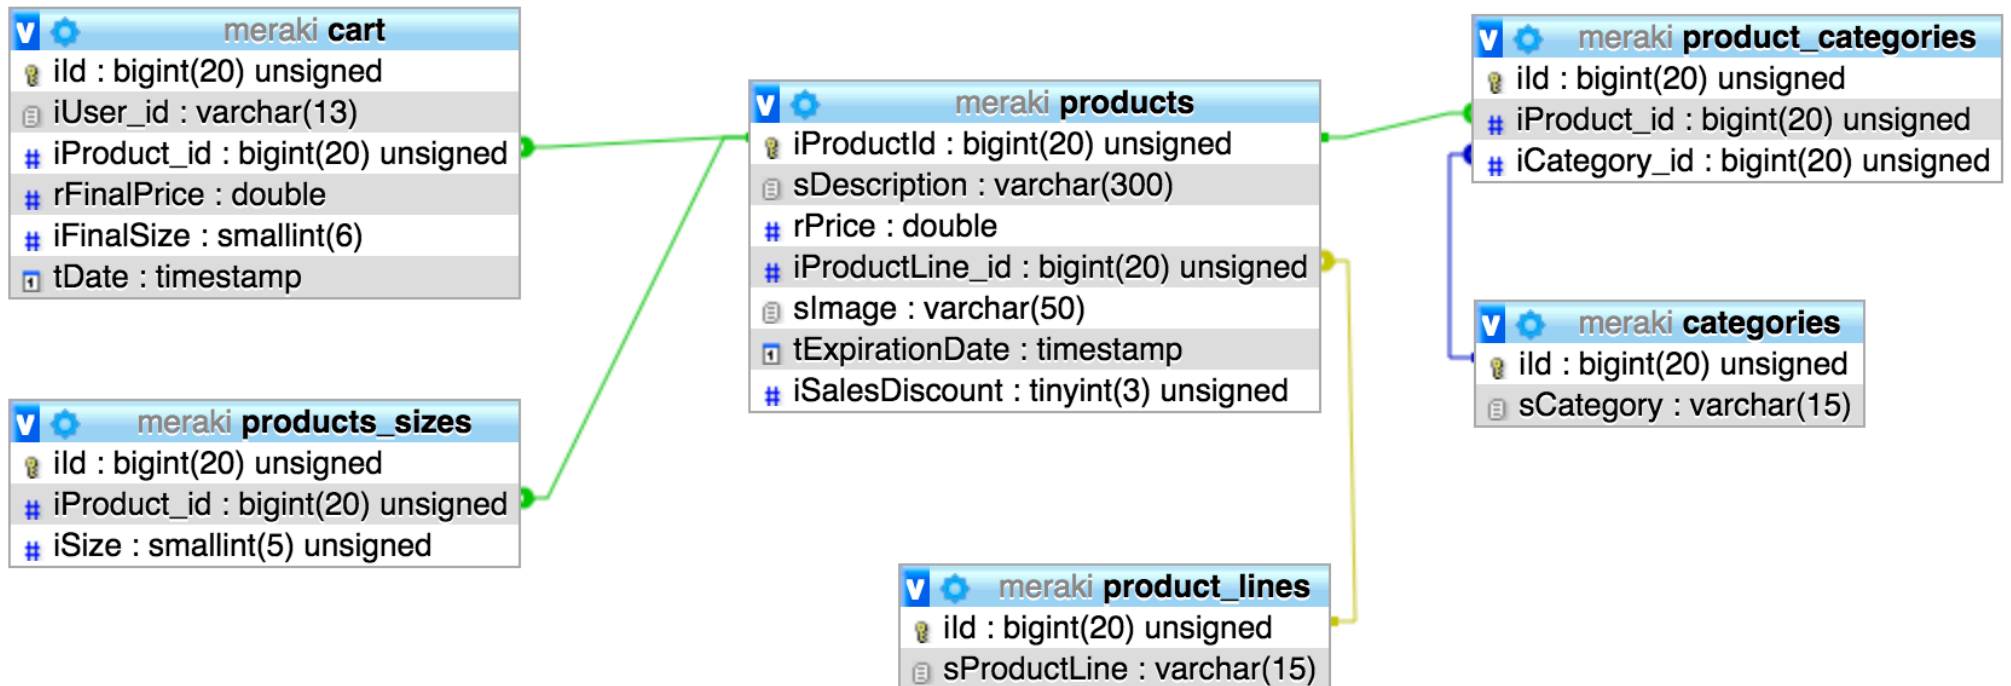 meraki cart
iId : bigint(20) unsigned
iUser_id : varchar(13)
iProduct_id : bigint(20) unsigned
rFinalPrice : double
iFinalSize : smallint(6)
tDate : timestamp
meraki products_sizes
iId : bigint(20) unsigned
iProduct_id : bigint(20) unsigned
iSize : smallint(5) unsigned
meraki products
iProductId : bigint(20) unsigned
sDescription : varchar(300)
rPrice : double
iProductLine_id : bigint(20) unsigned
sImage : varchar(50)
tExpirationDate : timestamp
iSalesDiscount : tinyint(3) unsigned
meraki product_lines
iId : bigint(20) unsigned
sProductLine : varchar(15)
meraki product_categories
iId : bigint(20) unsigned
iProduct_id : bigint(20) unsigned
iCategory_id : bigint(20) unsigned
meraki categories
iId : bigint(20) unsigned
sCategory : varchar(15)